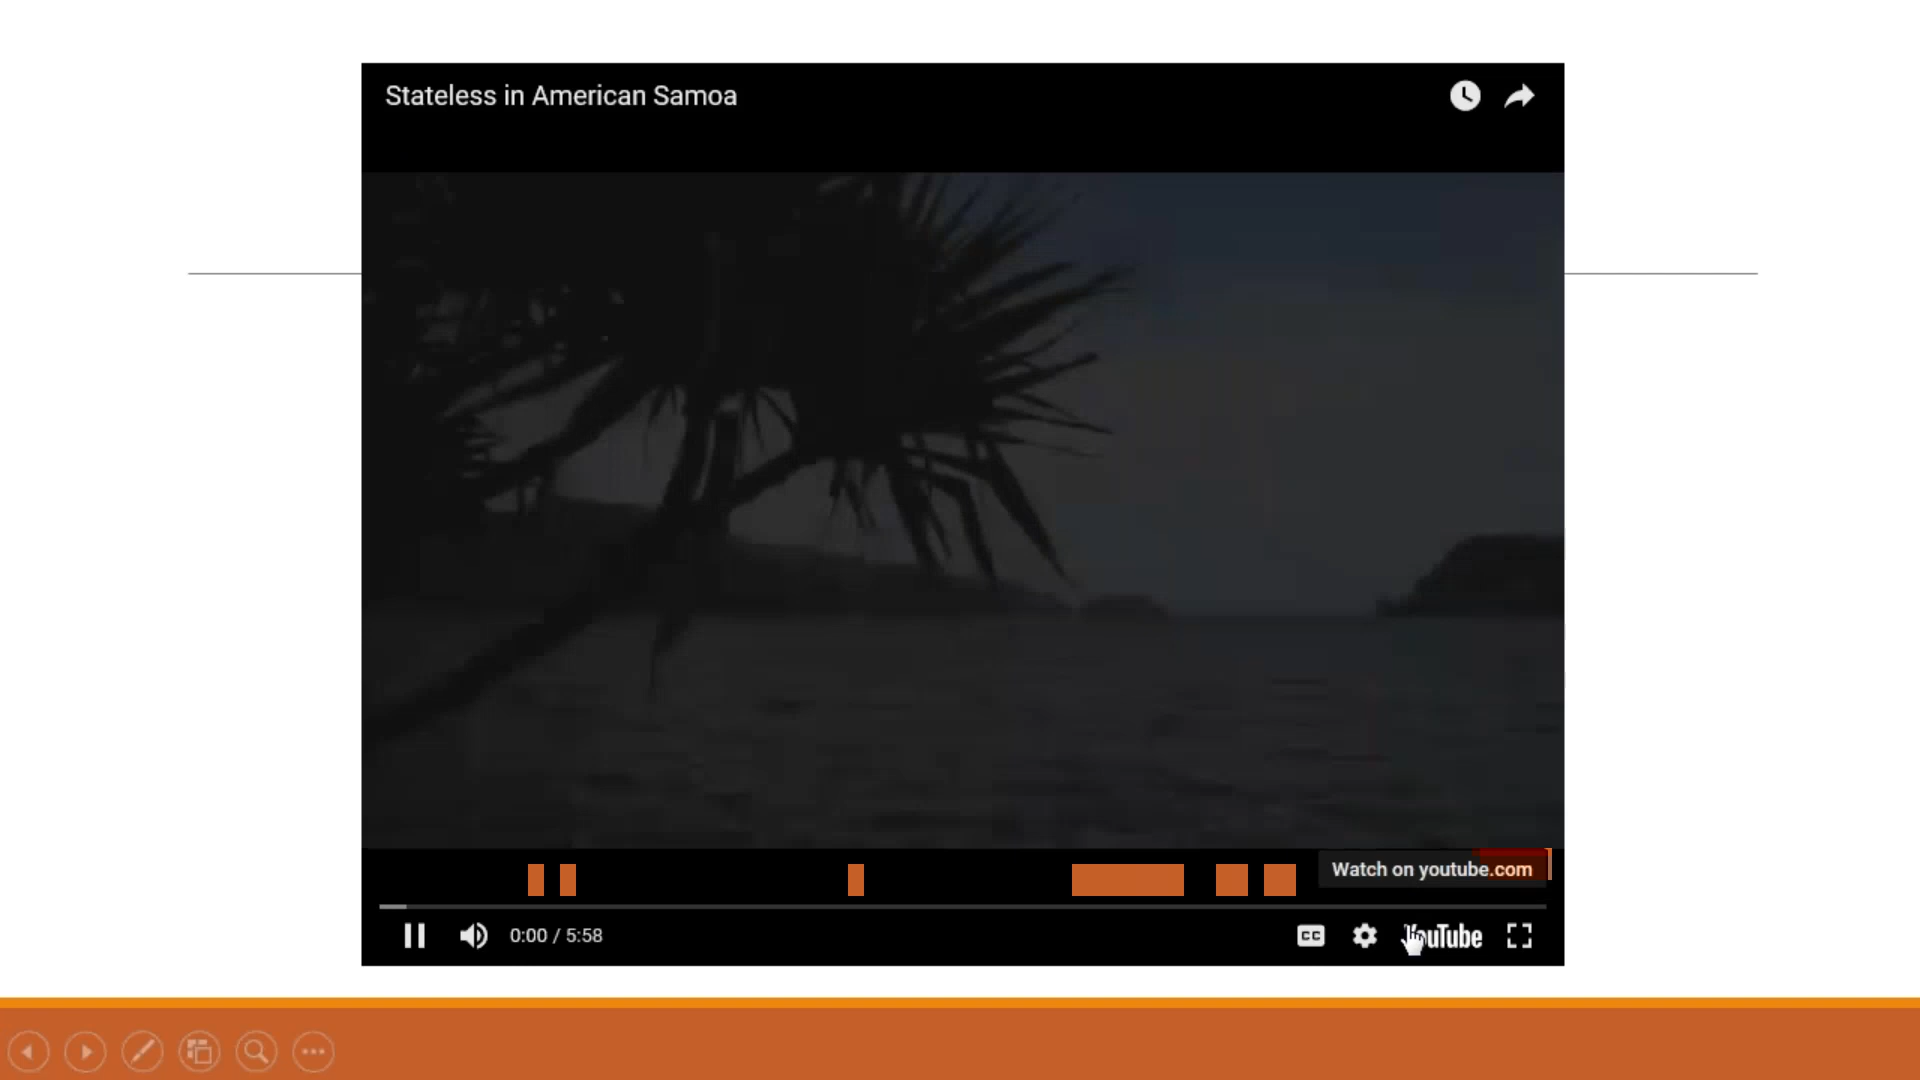 Stateless in American Samoa
Watch on youtube.com
0:00 / 5:58
CC
YouTube